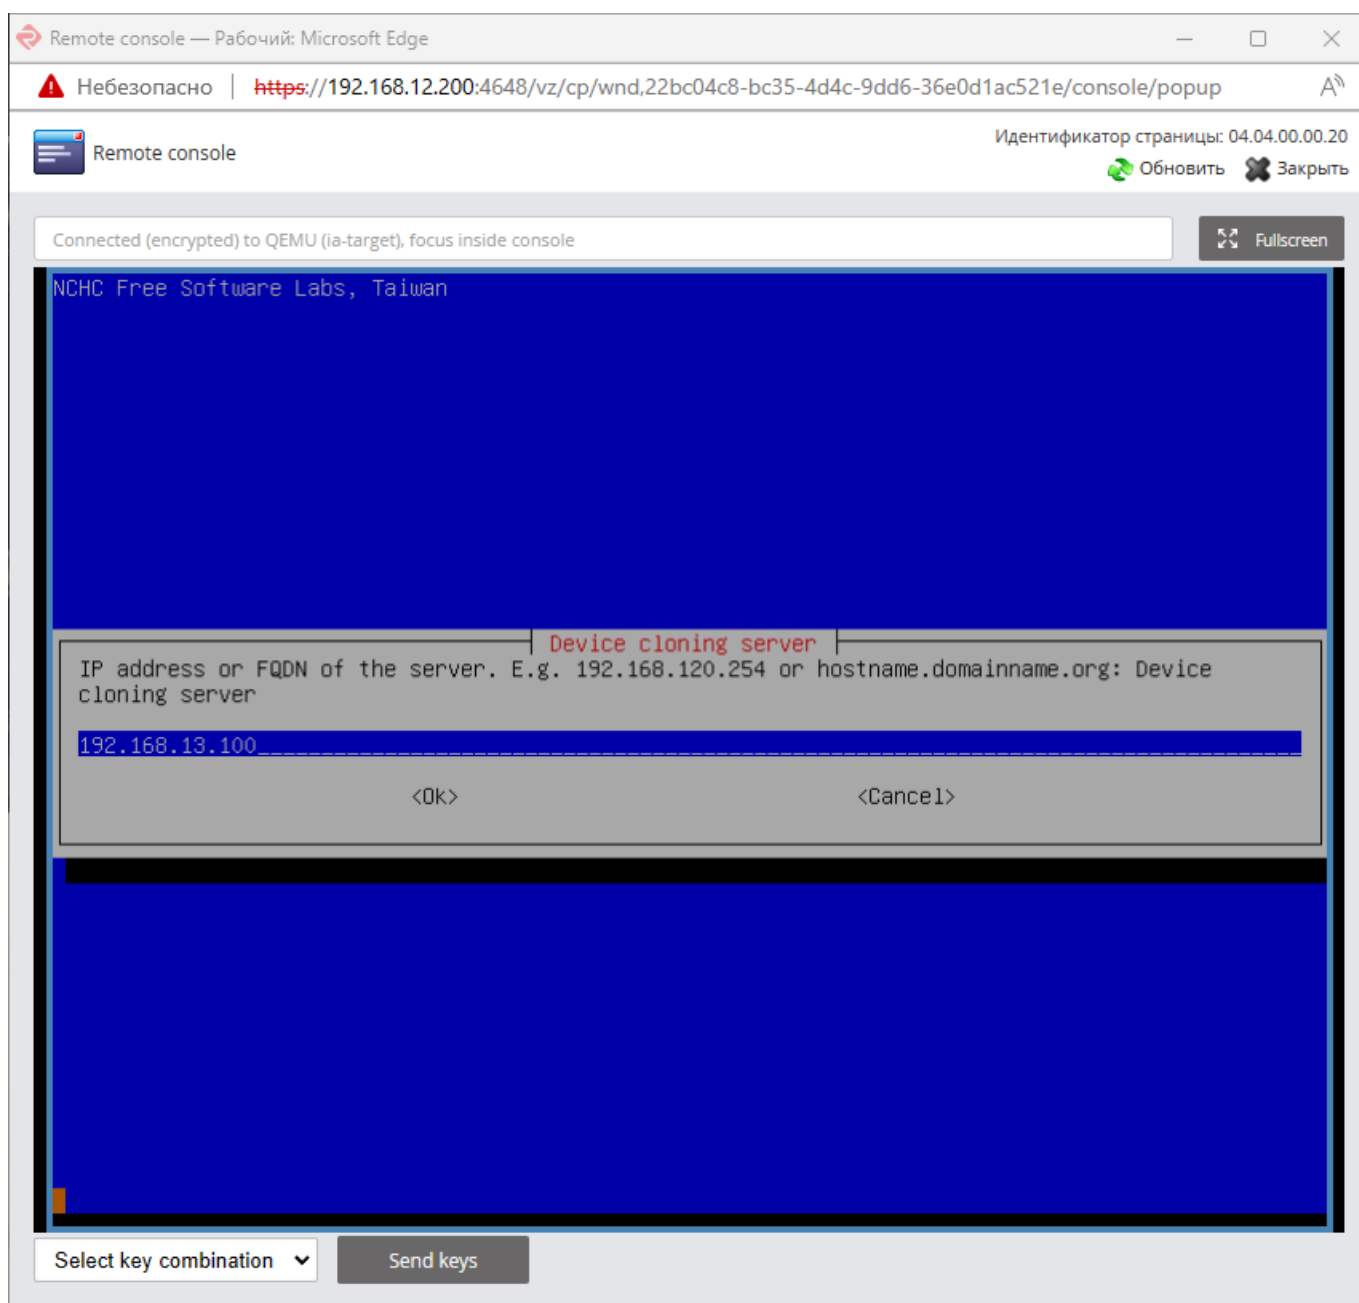 Remote console — Рабочий: Microsoft Edge
Небезопасно https://192.168.12.200:4648/vz/cp/wnd,22bc04c8-bc35-4d4c-9dd6-36e0d1ac521e/console/popup A
Remote console
Идентификатор страницы: 04.04.00.00.20
Обновить Закрыть
Connected (encrypted) to QEMU (ia-target), focus inside console
Fullscreen
NCHC Free Software Labs, Taiwan
Device cloning server
IP address or FQDN of the server. E.g. 192.168.120.254 or hostname.domainname.org: Device
cloning server
192.168.13.100
<Ok> <Cancel>
Select key combination Send keys